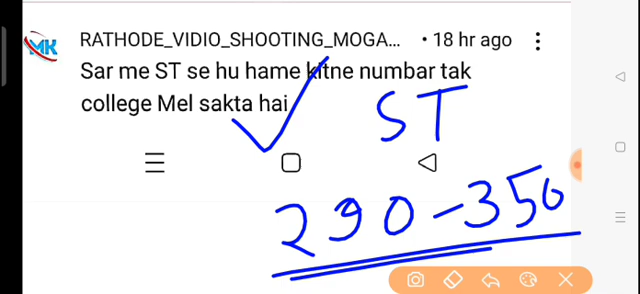 MK
RATHODE_VIDIO_SHOOTING_MOGA... • 18 hr ago
Sar me ST se hu hame kitne numbar tak
college Mel sakta hai
ST
290-350